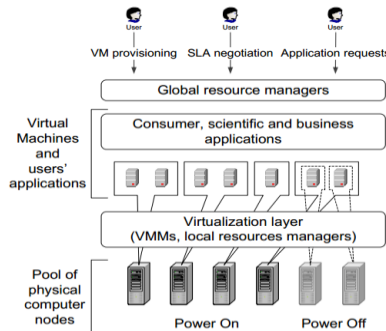 User
User
User
VM provisioning
SLA negotiation
Application requests
Global resource managers
Virtual
Machines
and
users'
applications
Consumer, scientific and business
applications
Virtualization layer
(VMMs, local resources managers)
Pool of
physical
computer
nodes
Power On
Power Off